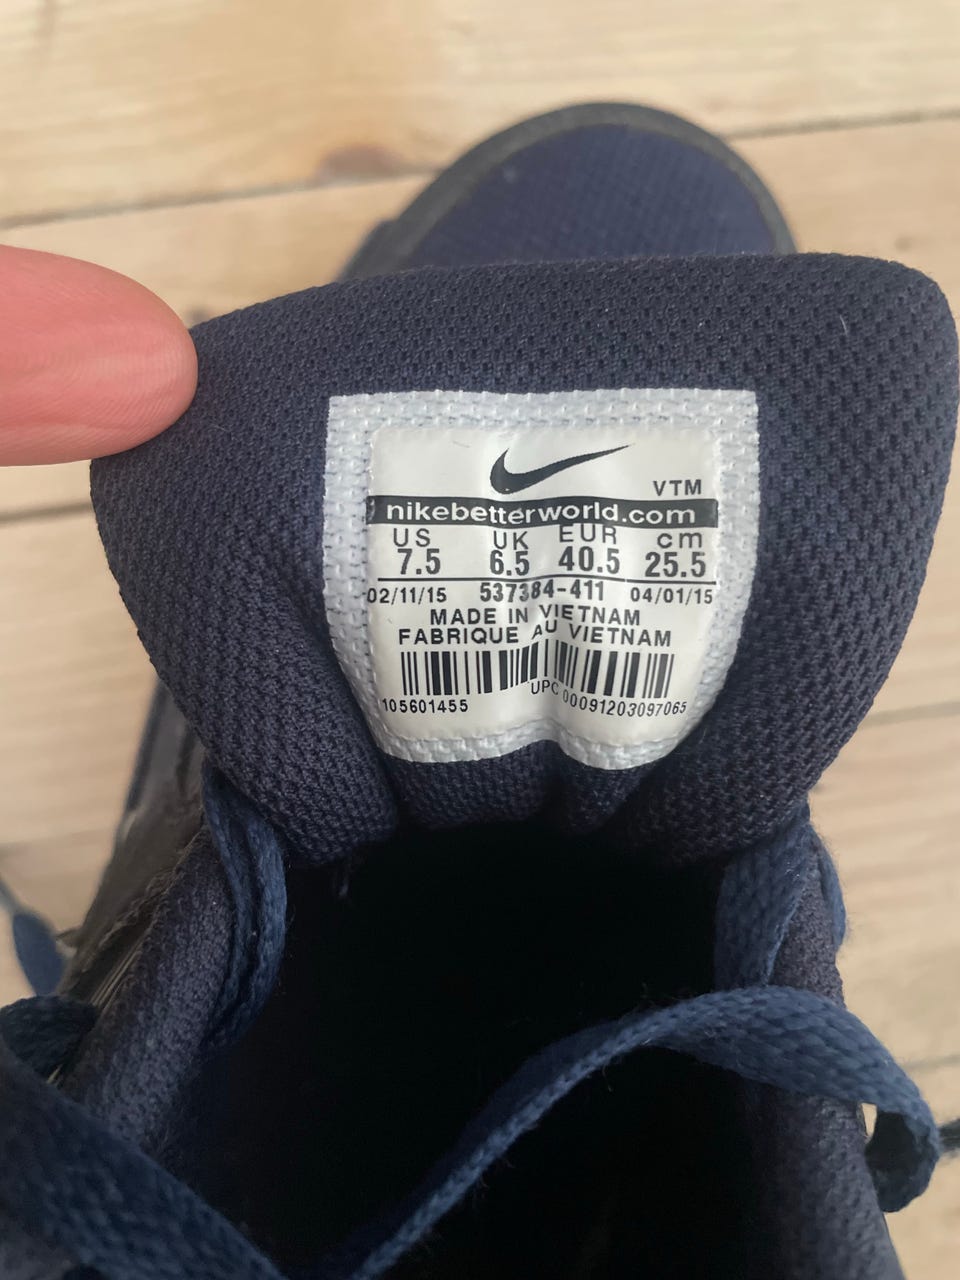 VTM
nikebetterworld.com
US UK EUR cm
7.5 6.5 40.5 25.5
02/11/15 537384-411 04/01/15
MADE IN VIETNAM
FABRIQUE AU VIETNAM
105601455 UPC 00091203097065